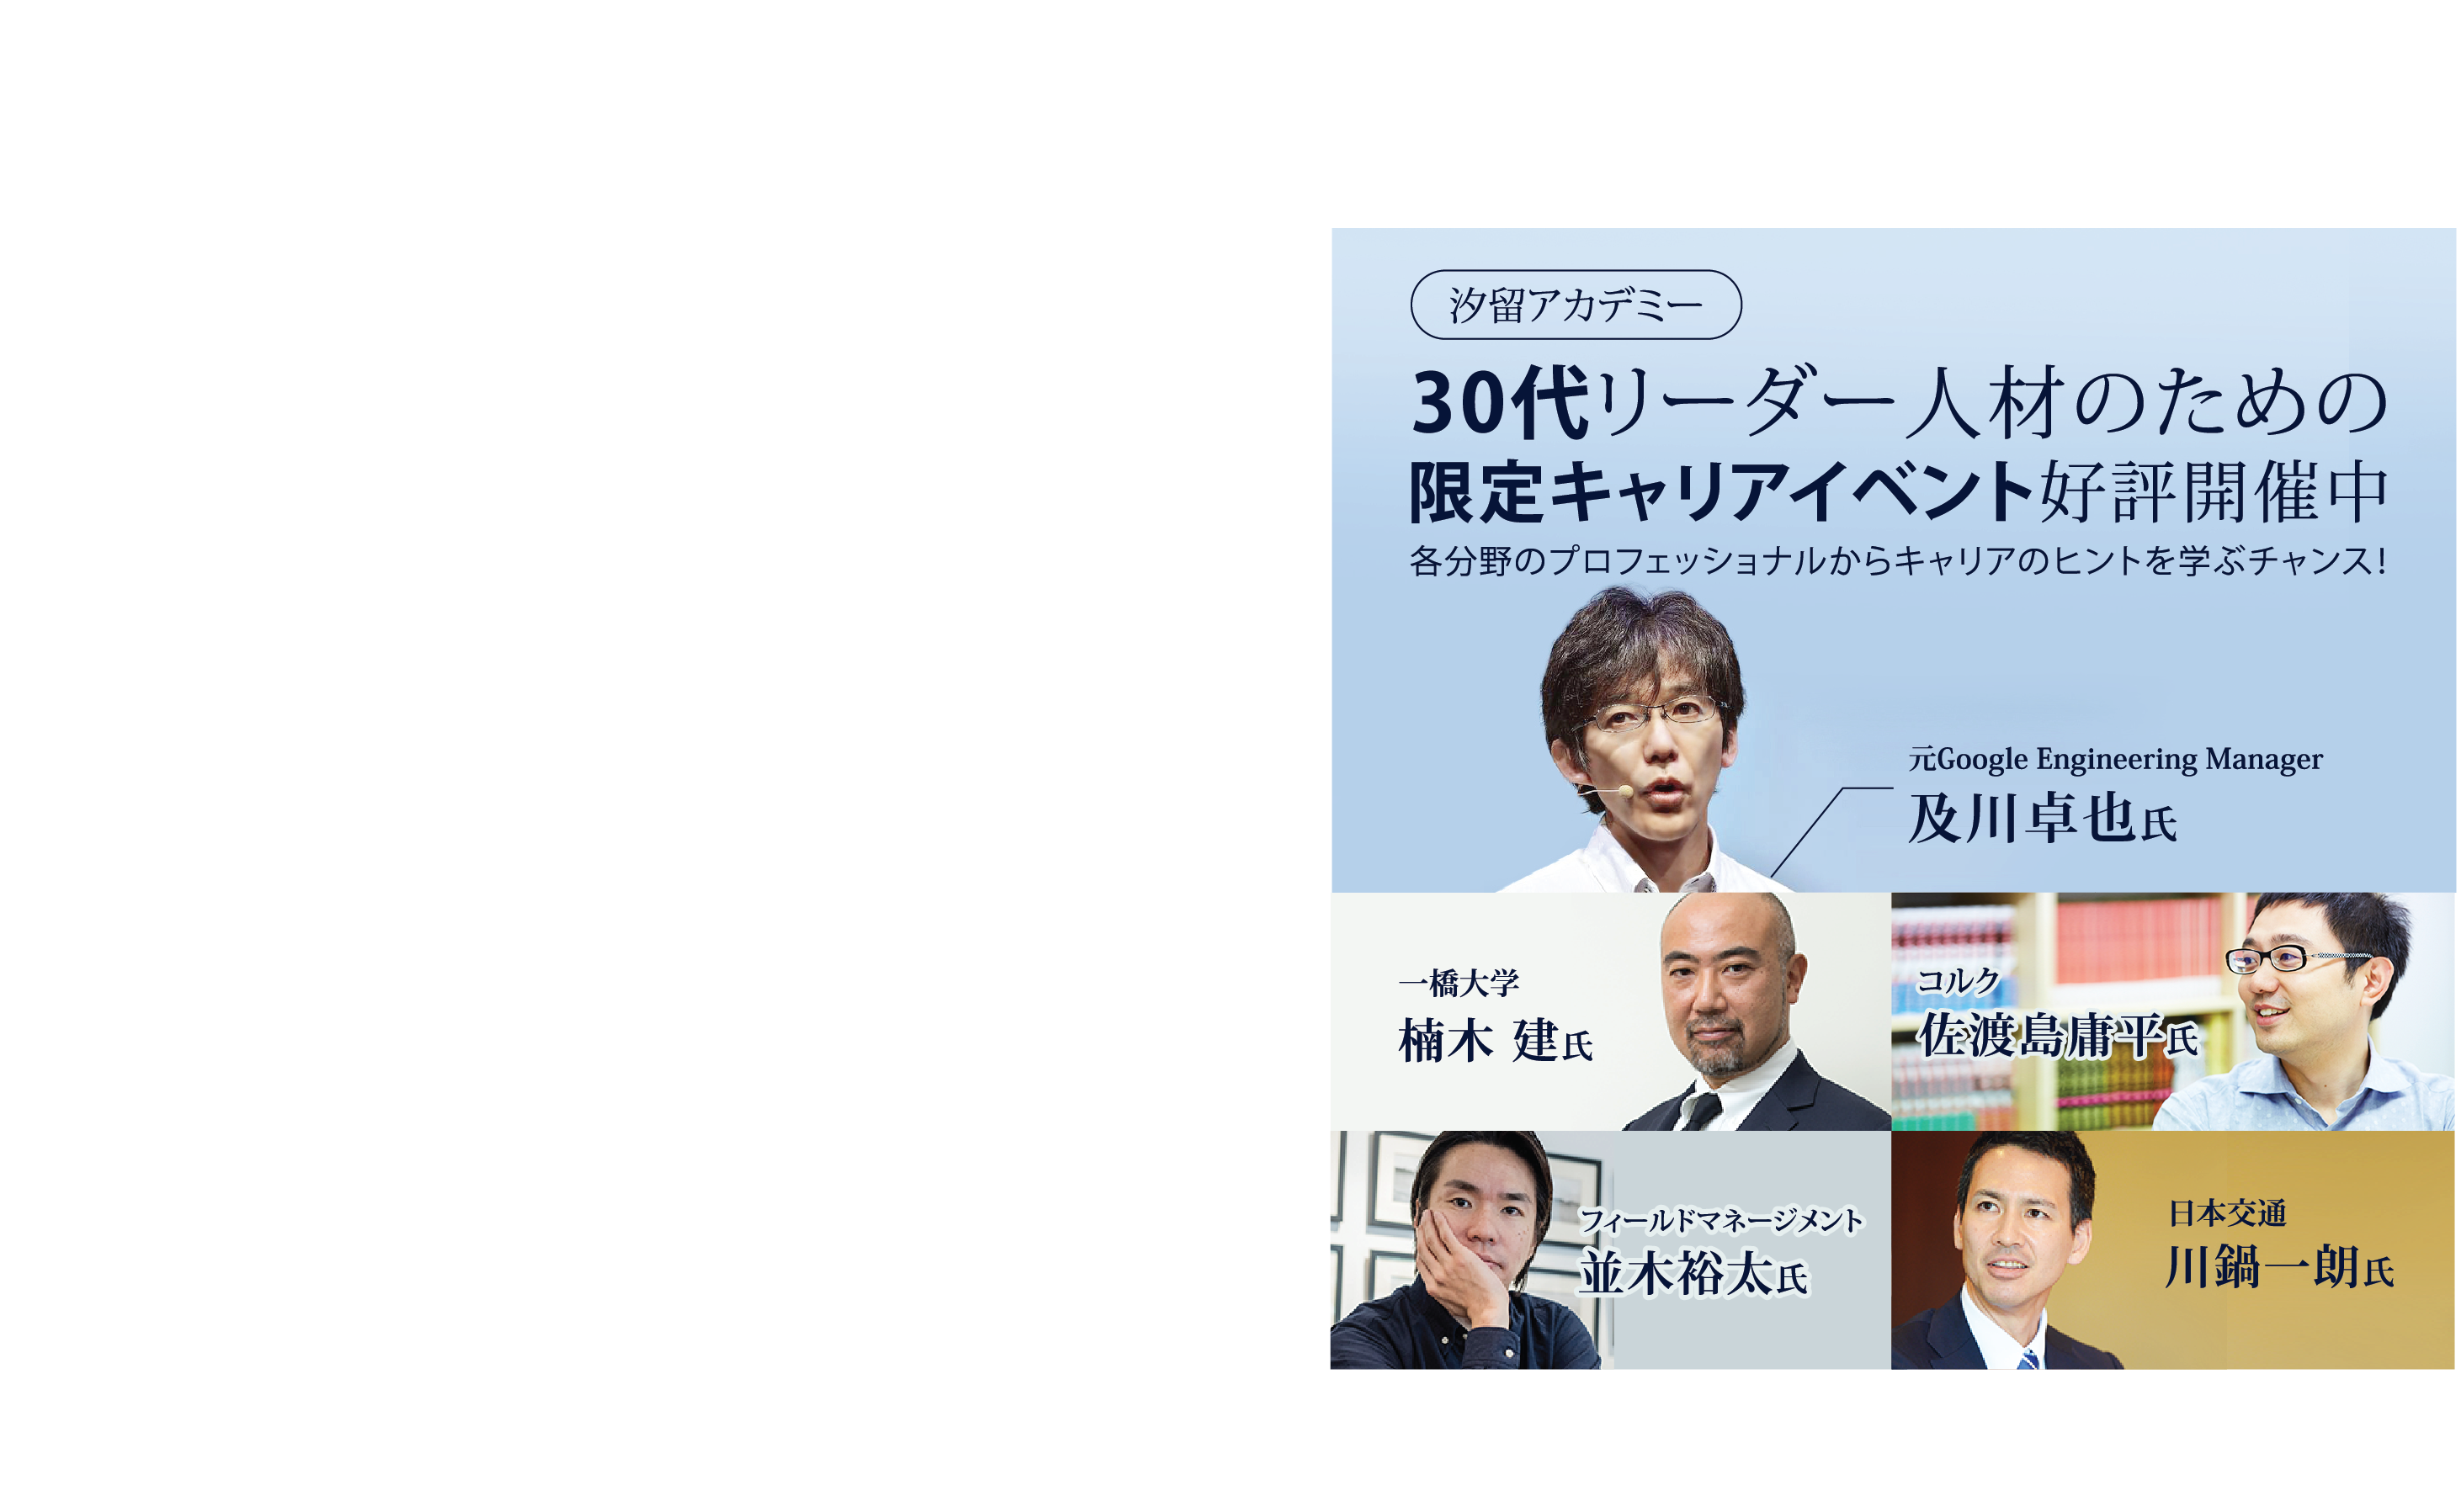 汐留アカデミー
30代リーダー人材のための
限定キャリアイベント好評開催中
各分野のプロフェッショナルからキャリアのヒントを学ぶチャンス!
元Google Engineering Manager
及川卓也氏
一橋大学
楠木 建氏
コルク
佐渡島庸平氏
フィールドマネージメント
並木裕太氏
日本交通
川鍋一朗氏